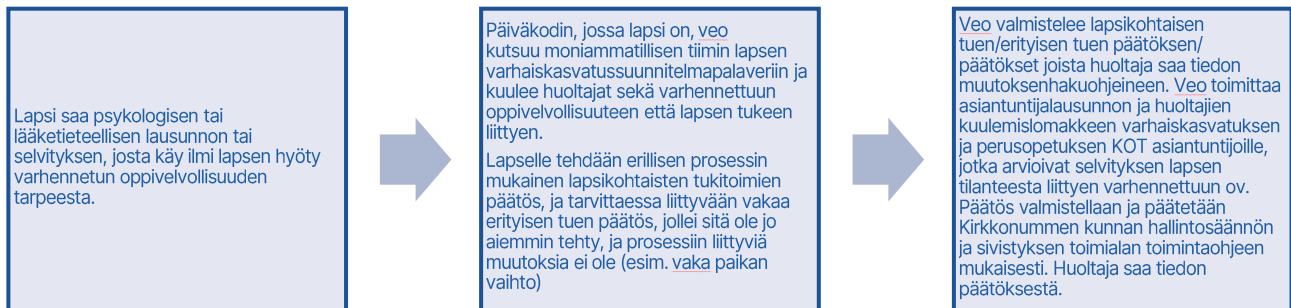 Lapsi saa psykologisen tai
lääketieteellisen lausunnon tai
selvityksen, josta käy ilmi lapsen hyöty
varhennetun oppivelvollisuuden
tarpeesta.
Päiväkodin, jossa lapsi on, veo
kutsuu moniammatillisen tiimin lapsen
varhaiskasvatussuunnitelmapalaveriin ja
kuulee huoltajat sekä varhennettuun
oppivelvollisuuteen että lapsen tukeen
liittyen.
Lapselle tehdään erillisen prosessin
mukainen lapsikohtaisten tukitoimien
päätös, ja tarvittaessa liittyvään vakaa
erityisen tuen päätös, jollei sitä ole jo
aiemmin tehty, ja prosessiin liittyviä
muutoksia ei ole (esim. vaka paikan
vaihto)
Veo valmistelee lapsikohtaisen
tuen/erityisen tuen päätöksen/
päätökset joista huoltaja saa tiedon
muutoksenhakuohjeineen. Veo toimittaa
asiantuntijalausunnon ja huoltajien
kuulemislomakkeen varhaiskasvatuksen
ja perusopetuksen KOT asiantuntijoille,
jotka arvioivat selvityksen lapsen
tilanteesta liittyen varhennettuun ov.
Päätös valmistellaan ja päätetään
Kirkkonummen kunnan hallintosäännön
ja sivistyksen toimialan toimintaohjeen
mukaisesti. Huoltaja saa tiedon
päätöksestä.